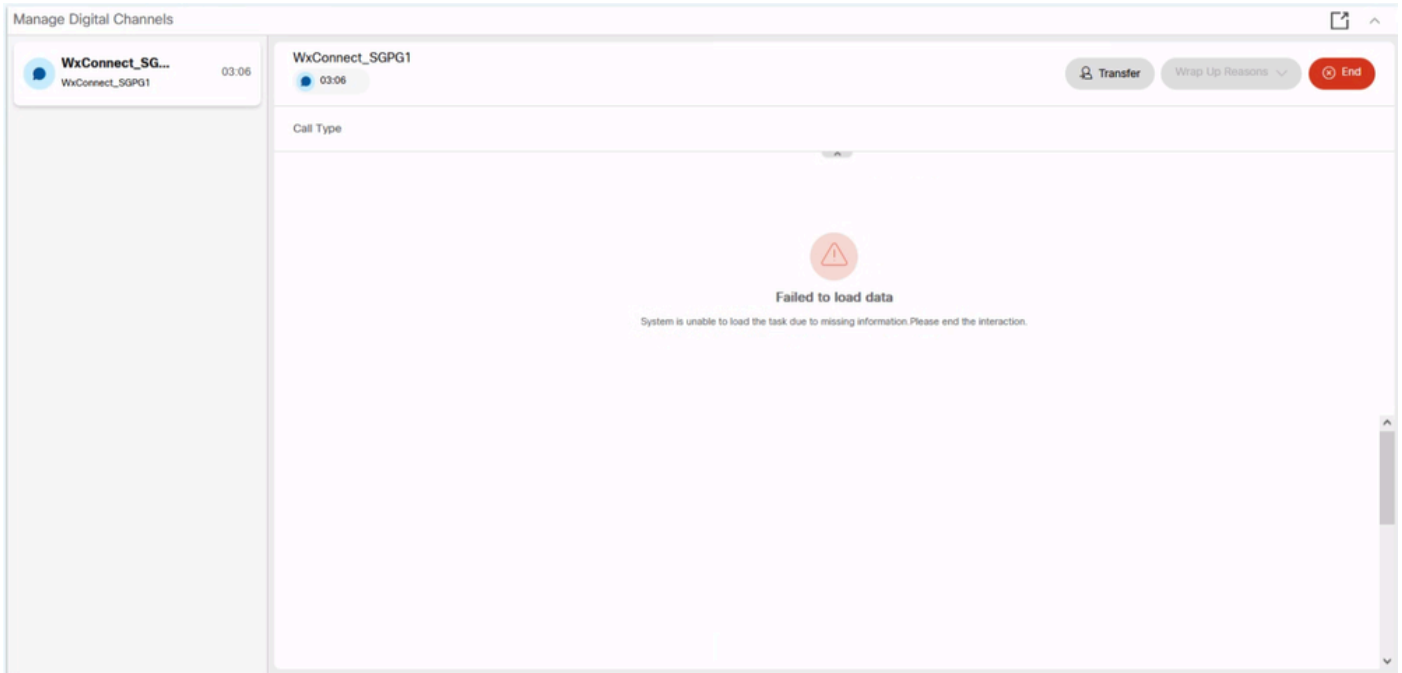 Manage Digital Channels
WxConnect_SG...
WxConnect_SGPG1
03:06
WxConnect_SGPG1
03:06
Transfer
Wrap Up Reasons
End
Call Type
Failed to load data
System is unable to load the task due to missing information.Please end the interaction.